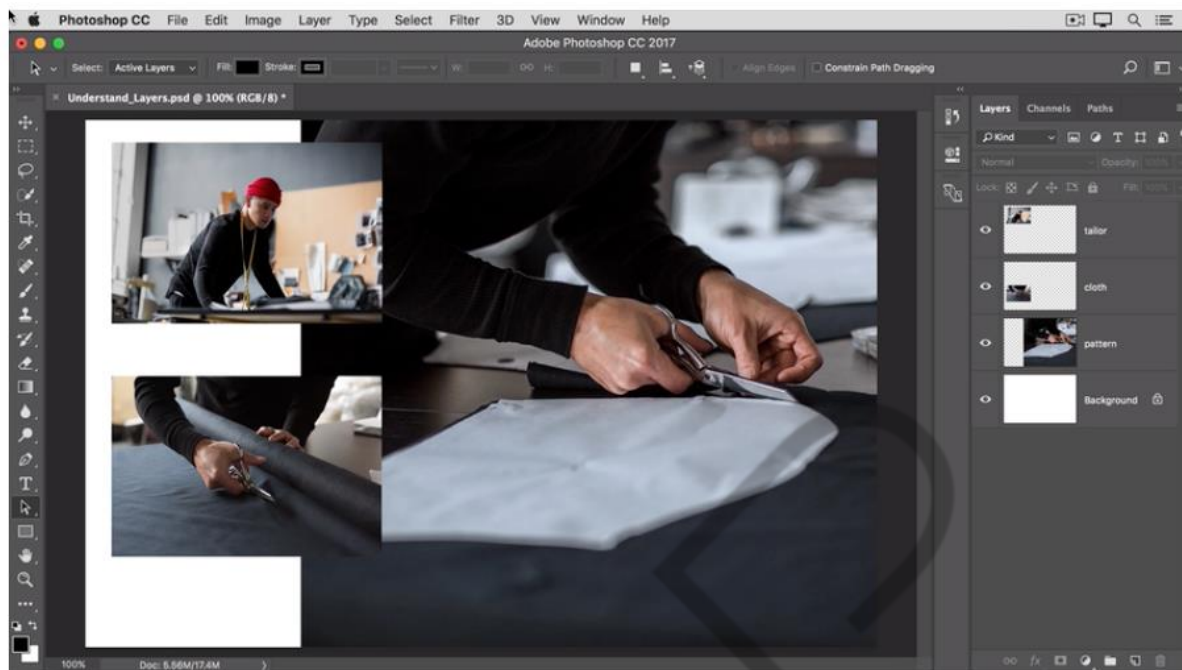 Photoshop CC File Edit Image Layer Type Select Filter 3D View Window Help
Adobe Photoshop CC 2017
Select: Active Layers Fill: Stroke: W: H: Align Edges Constrain Path Dragging
Understand_Layers.psd @ 100% (RGB/8) *
Layers Channels Paths
Kind
Normal Opacity: 100%
Lock: Fill: 100%
tailor
cloth
pattern
Background
100% Doc: 5.56M/17.4M